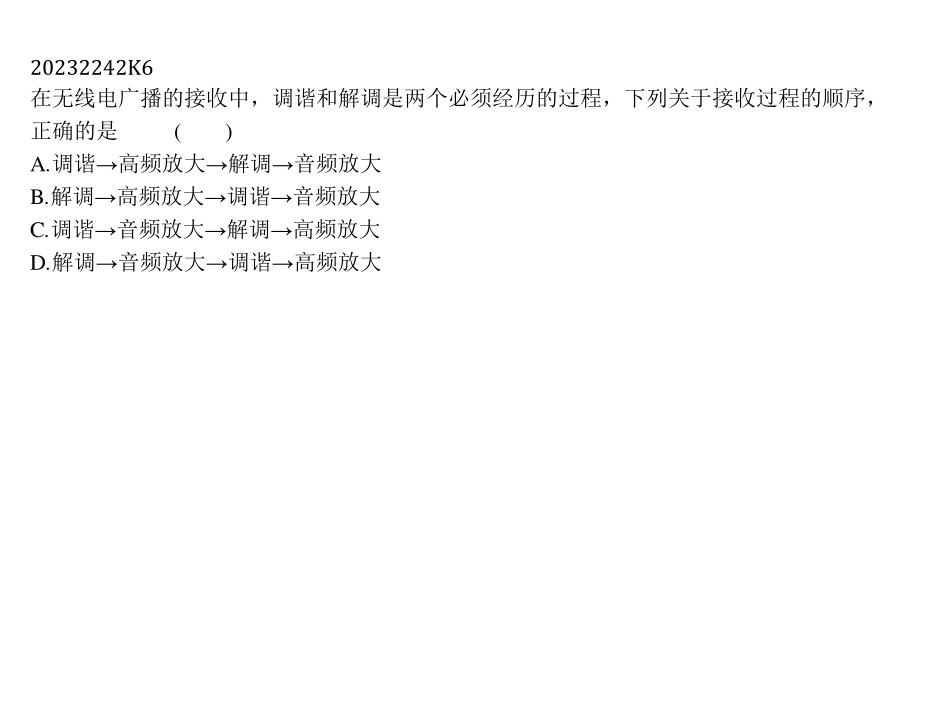 20232242K6
在无线电广播的接收中，调谐和解调是两个必须经历的过程，下列关于接收过程的顺序，
正确的是 ( )
A.调谐→高频放大→解调→音频放大
B.解调→高频放大→调谐→音频放大
C.调谐→音频放大→解调→高频放大
D.解调→音频放大→调谐→高频放大